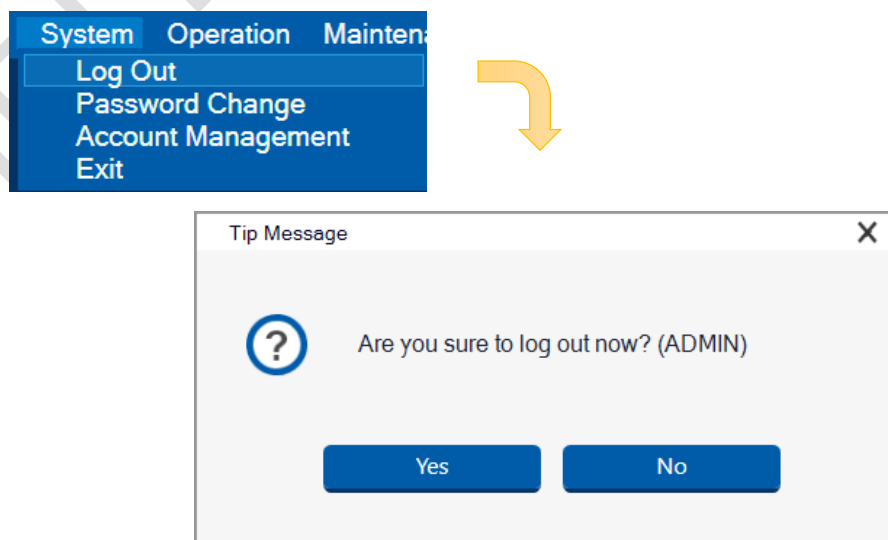 System Operation Mainten
Log Out
Password Change
Account Management
Exit
Tip Message X
?
Are you sure to log out now? (ADMIN)
Yes No